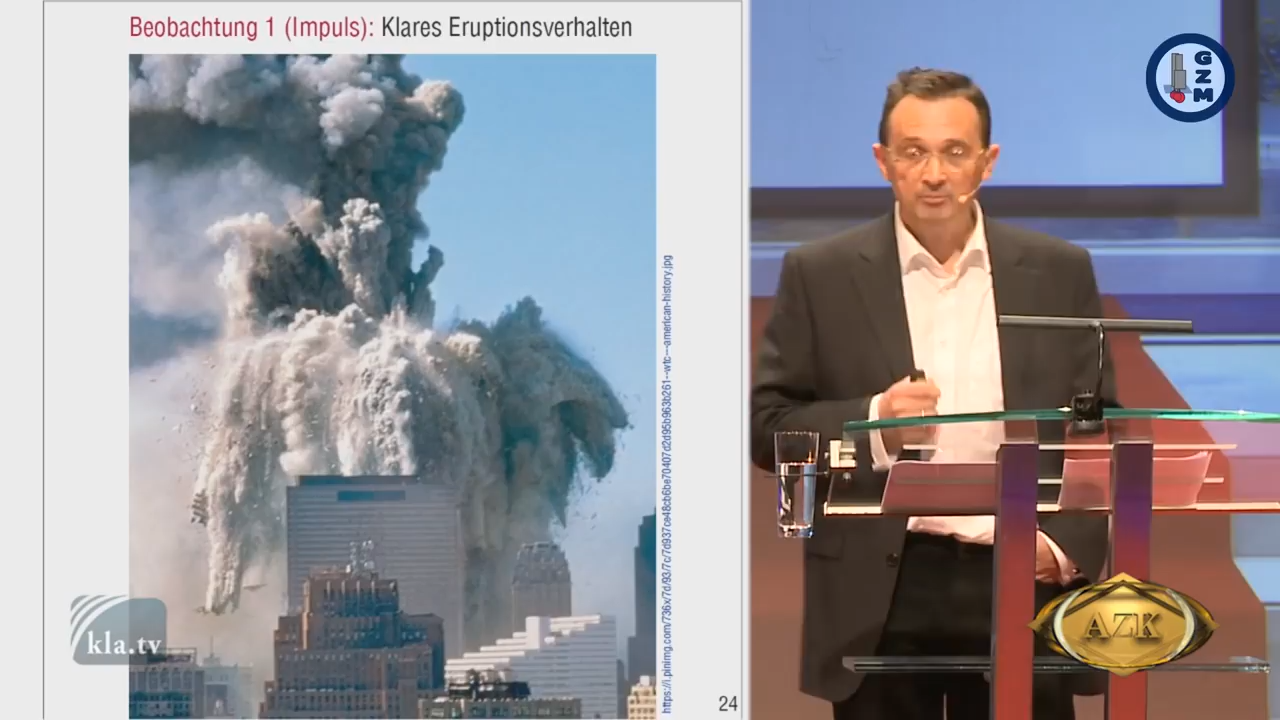 Beobachtung 1 (Impuls): Klares Eruptionsverhalten
https://i.pinimg.com/736x/7d/93/7c/7d937ce48cb6be70407d2d95b963b261--wtc---american-history.jpg
kla.tv
24
GZM
AZK